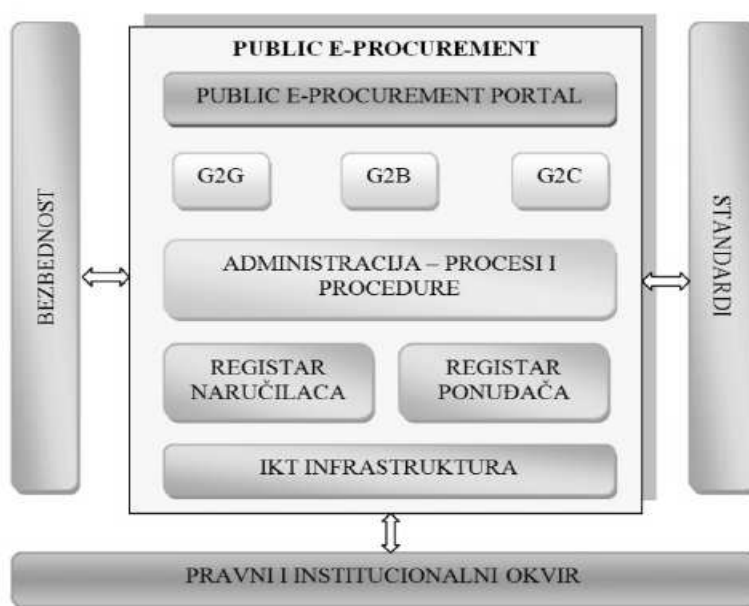 PUBLIC E-PROCUREMENT
PUBLIC E-PROCUREMENT PORTAL
G2G
G2B
G2C
BEZBEDNOST
STANDARDI
ADMINISTRACIJA – PROCESI I
PROCEDURE
REGISTAR
NARUČILACA
REGISTAR
PONUĐAČA
IKT INFRASTRUKTURA
PRAVNI I INSTITUCIONALNI OKVIR